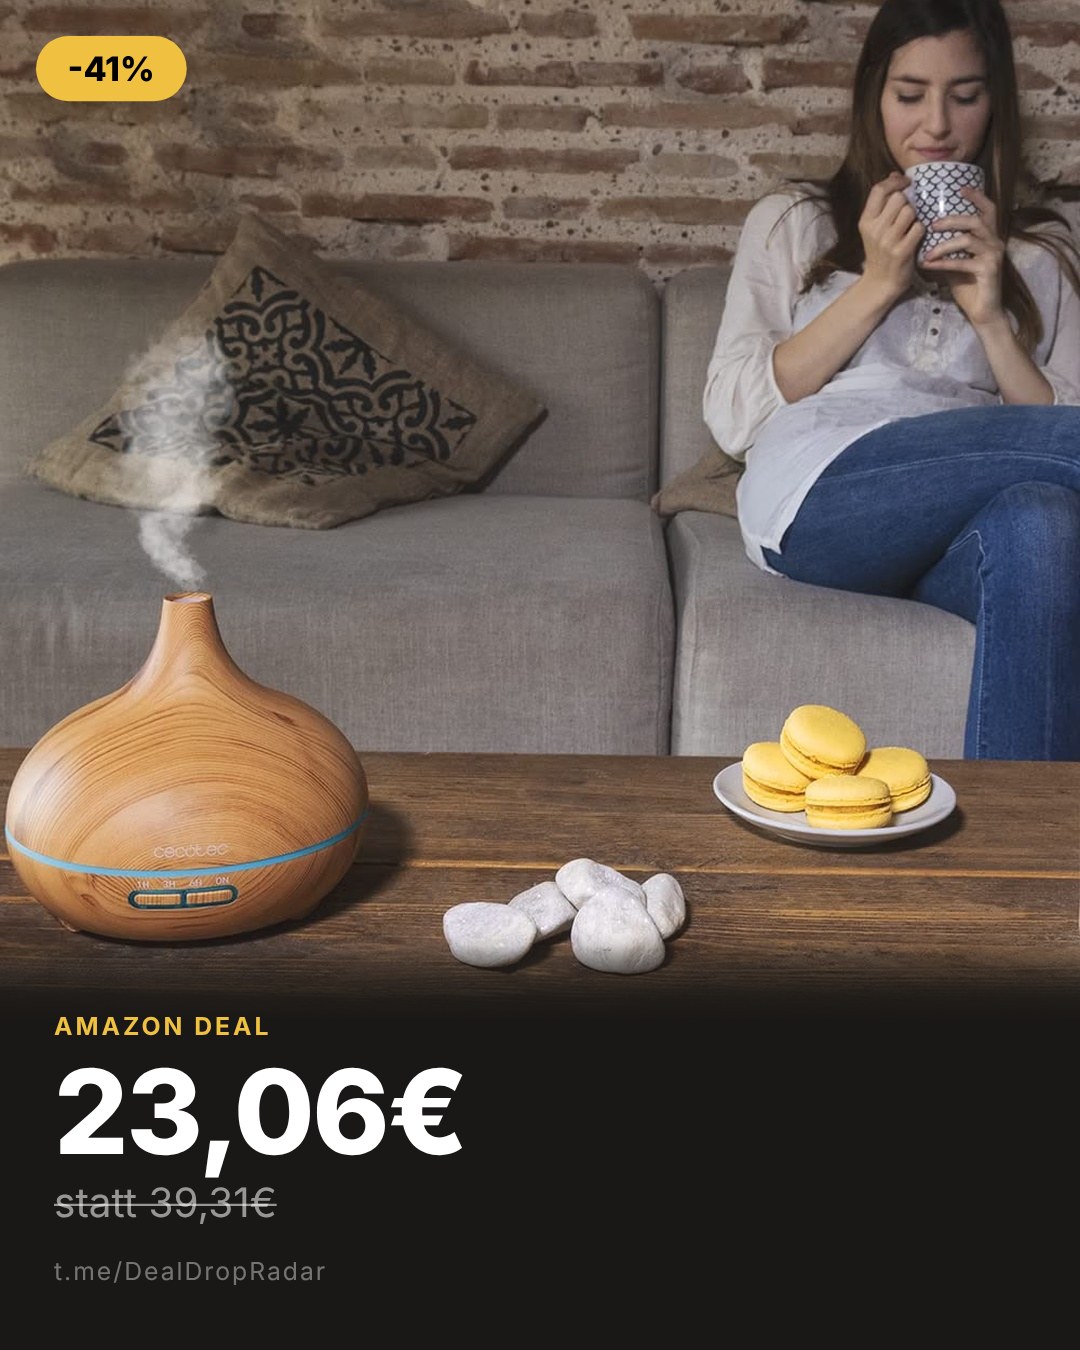 -41%
cecotec
1H 3H 6H ON
AMAZON DEAL
23,06€
statt 39,31€
t.me/DealDropRadar